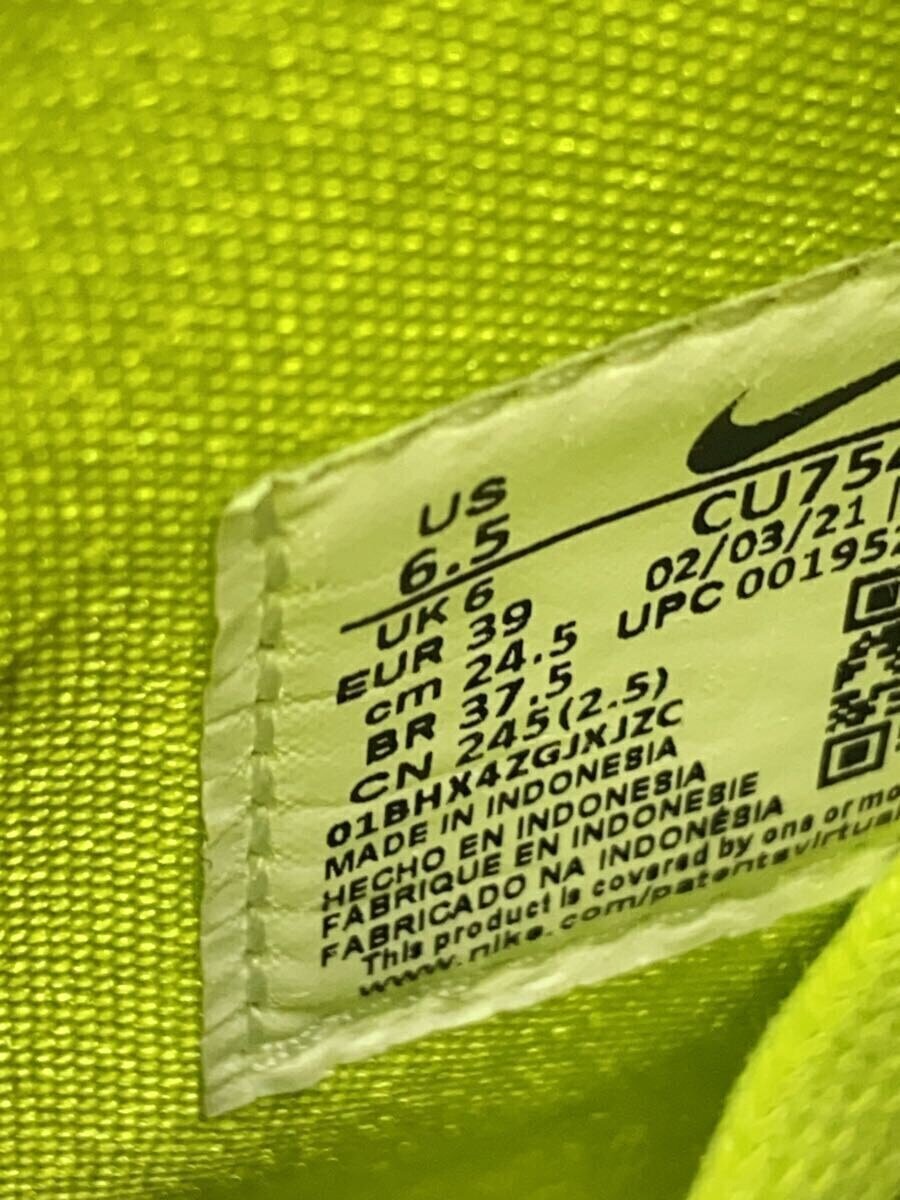 US
6.5
UK 6
EUR 39
cm 24.5
BR 37.5
CN 245(2.5)
01BHX4ZGJXJZC
MADE IN INDONESIA
HECHO EN INDONESIA
FABRIQUE EN INDONESIE
FABRICADO NA INDONÉSIA
This product is covered by one or mo
www.nike.com/patentsvirtual
CU754
02/03/21 |
UPC 001952